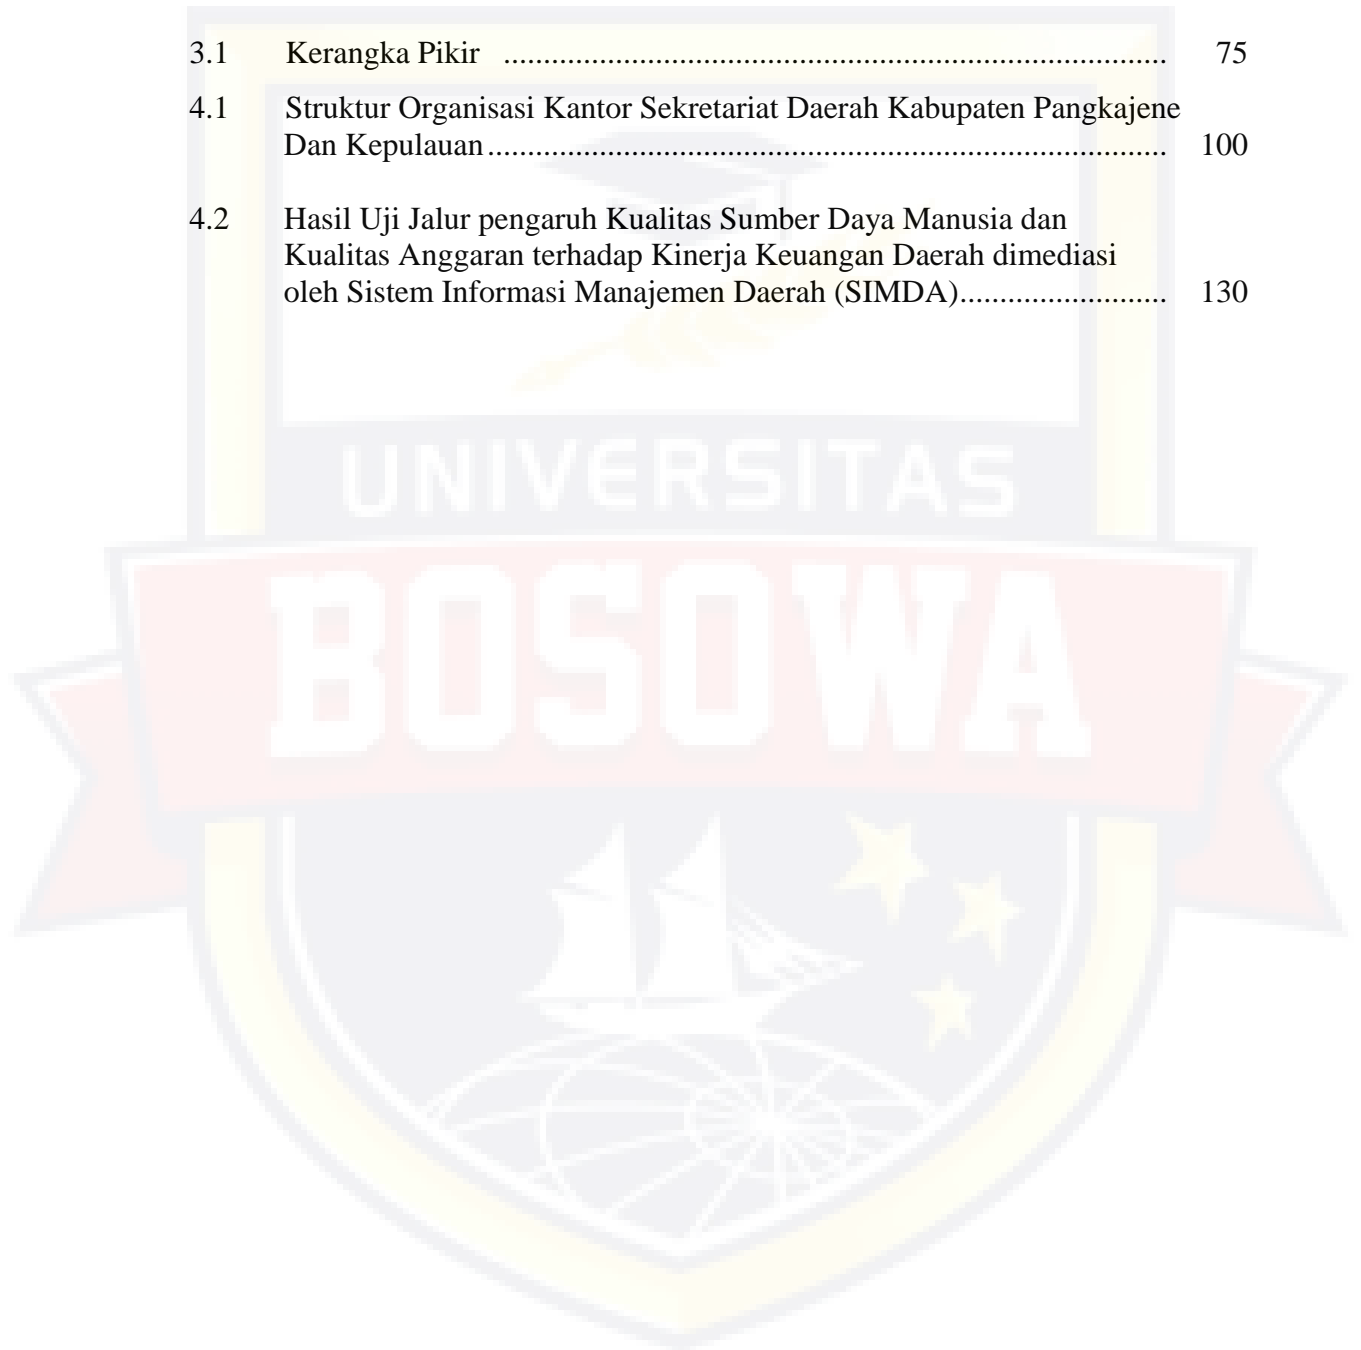 3.1 Kerangka Pikir .................................................................................... 75
4.1 Struktur Organisasi Kantor Sekretariat Daerah Kabupaten Pangkajene
Dan Kepulauan...................................................................................... 100
4.2 Hasil Uji Jalur pengaruh Kualitas Sumber Daya Manusia dan
Kualitas Anggaran terhadap Kinerja Keuangan Daerah dimediasi
oleh Sistem Informasi Manajemen Daerah (SIMDA).......................... 130
UNIVERSITAS
BOSOWA